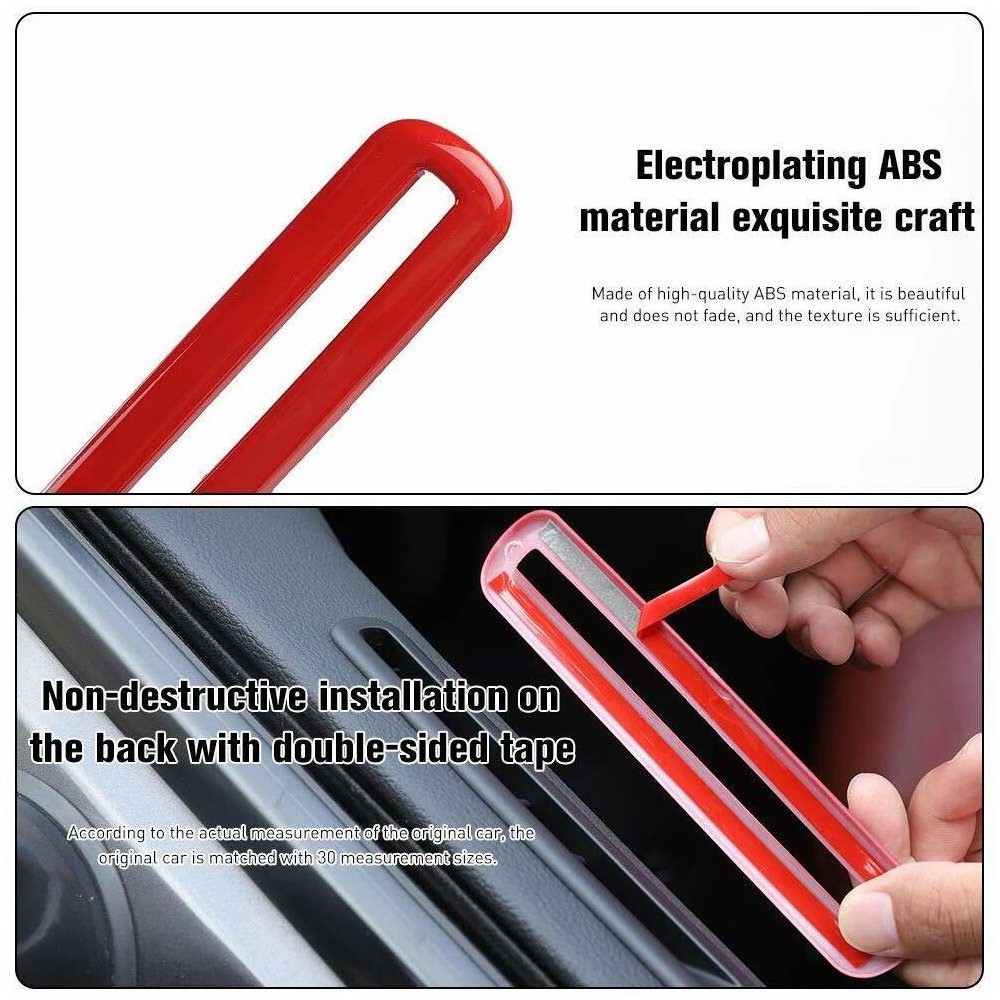 Electroplating ABS
material exquisite craft
Made of high-quality ABS material, it is beautiful
and does not fade, and the texture is sufficient.
Non-destructive installation on
the back with double-sided tape
According to the actual measurement of the original car, the
original car is matched with 30 measurement sizes.